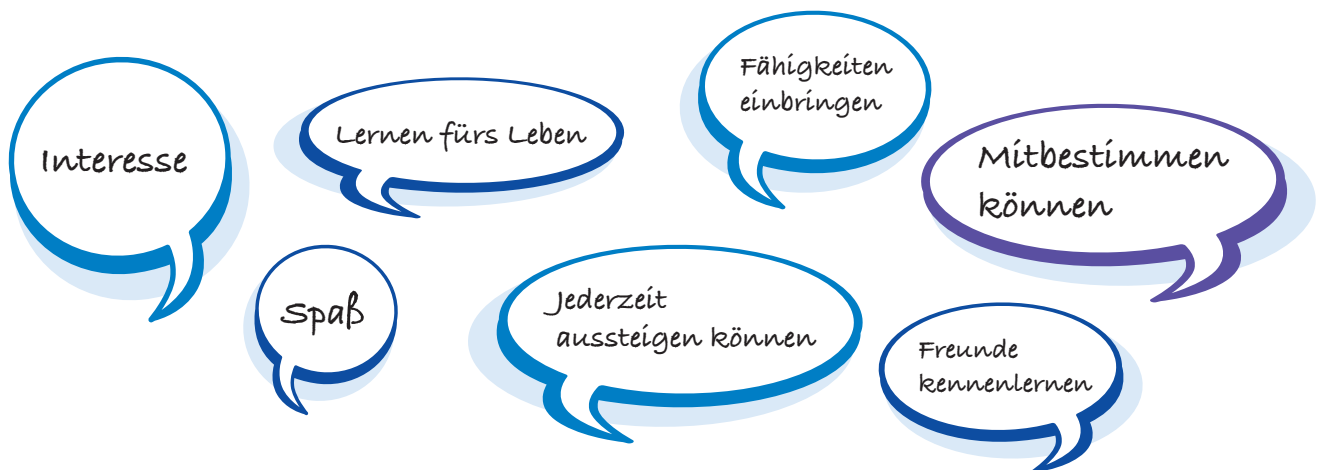 Interesse
Lernen fürs Leben
Fähigkeiten
einbringen
Mitbestimmen
können
Spaß
Jederzeit
aussteigen können
Freunde
kennenlernen